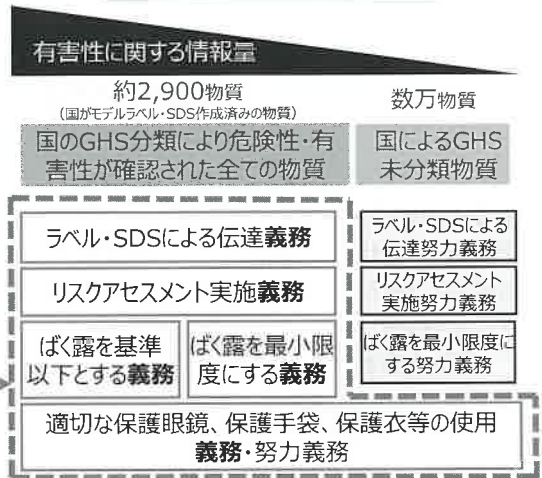 有害性に関する情報量
約2,900物質
（国がモデルラベル・SDS作成済みの物質）
数万物質
国のGHS分類により危険性・有
害性が確認された全ての物質
国によるGHS
未分類物質
ラベル・SDSによる伝達義務
ラベル・SDSによる
伝達努力義務
リスクアセスメント実施義務
リスクアセスメント
実施努力義務
ばく露を基準
以下とする義務
ばく露を最小限
度にする義務
ばく露を最小限度に
する努力義務
適切な保護眼鏡、保護手袋、保護衣等の使用
義務・努力義務